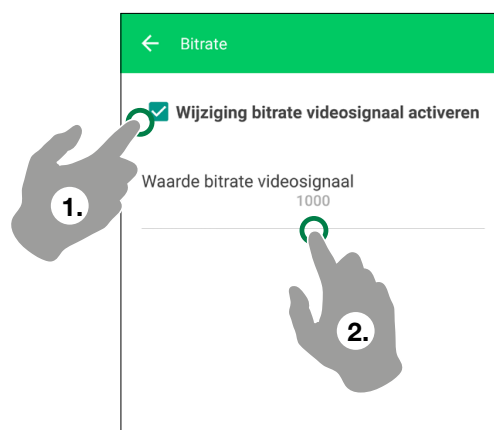 Bitrate
Wijziging bitrate videosignaal activeren
1.
Waarde bitrate videosignaal
1000
2.